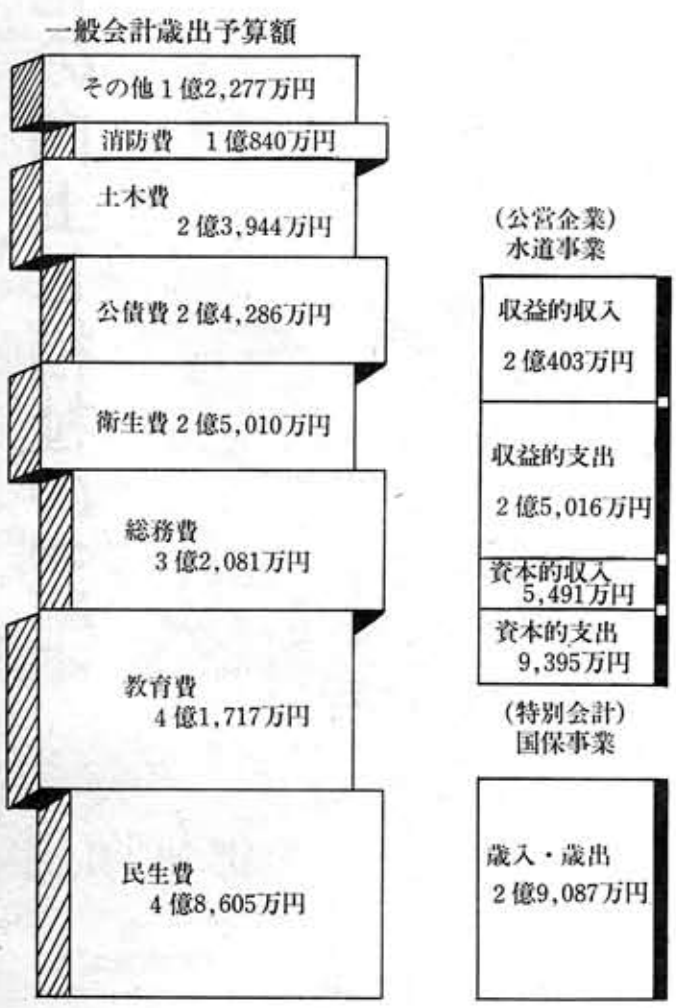 一般会計歳出予算額
その他1億2,277万円
消防費 1億840万円
土木費
2億3,944万円
公債費2億4,286万円
衛生費2億5,010万円
総務費
3億2,081万円
教育費
4億1,717万円
民生費
4億8,605万円
(公営企業)
水道事業
収益的収入
2億403万円
収益的支出
2億5,016万円
資本的収入
5,491万円
資本的支出
9,395万円
(特別会計)
国保事業
歳入・歳出
2億9,087万円